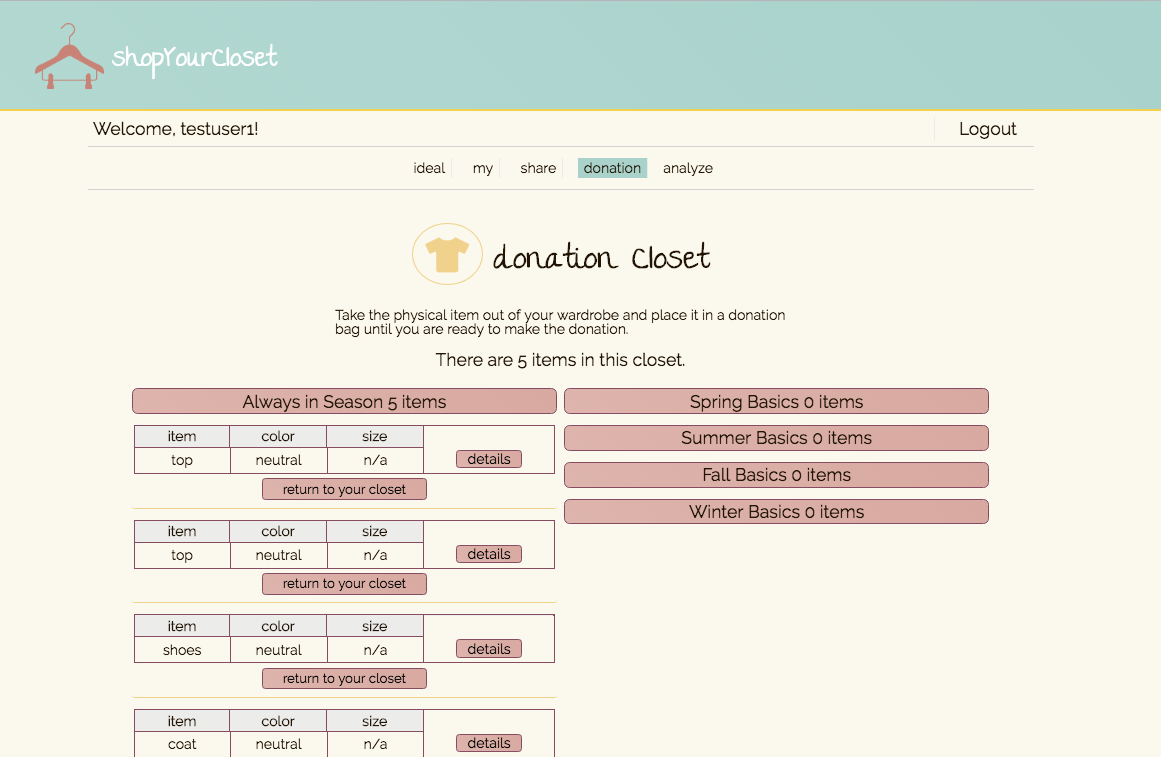 shopYourCloset
Welcome, testuser1!
Logout
ideal my share donation analyze
donation Closet
Take the physical item out of your wardrobe and place it in a donation
bag until you are ready to make the donation.
There are 5 items in this closet.
Always in Season 5 items
item color size
top neutral n/a details
return to your closet
item color size
top neutral n/a details
return to your closet
item color size
shoes neutral n/a details
return to your closet
item color size
coat neutral n/a details
Spring Basics 0 items
Summer Basics 0 items
Fall Basics 0 items
Winter Basics 0 items